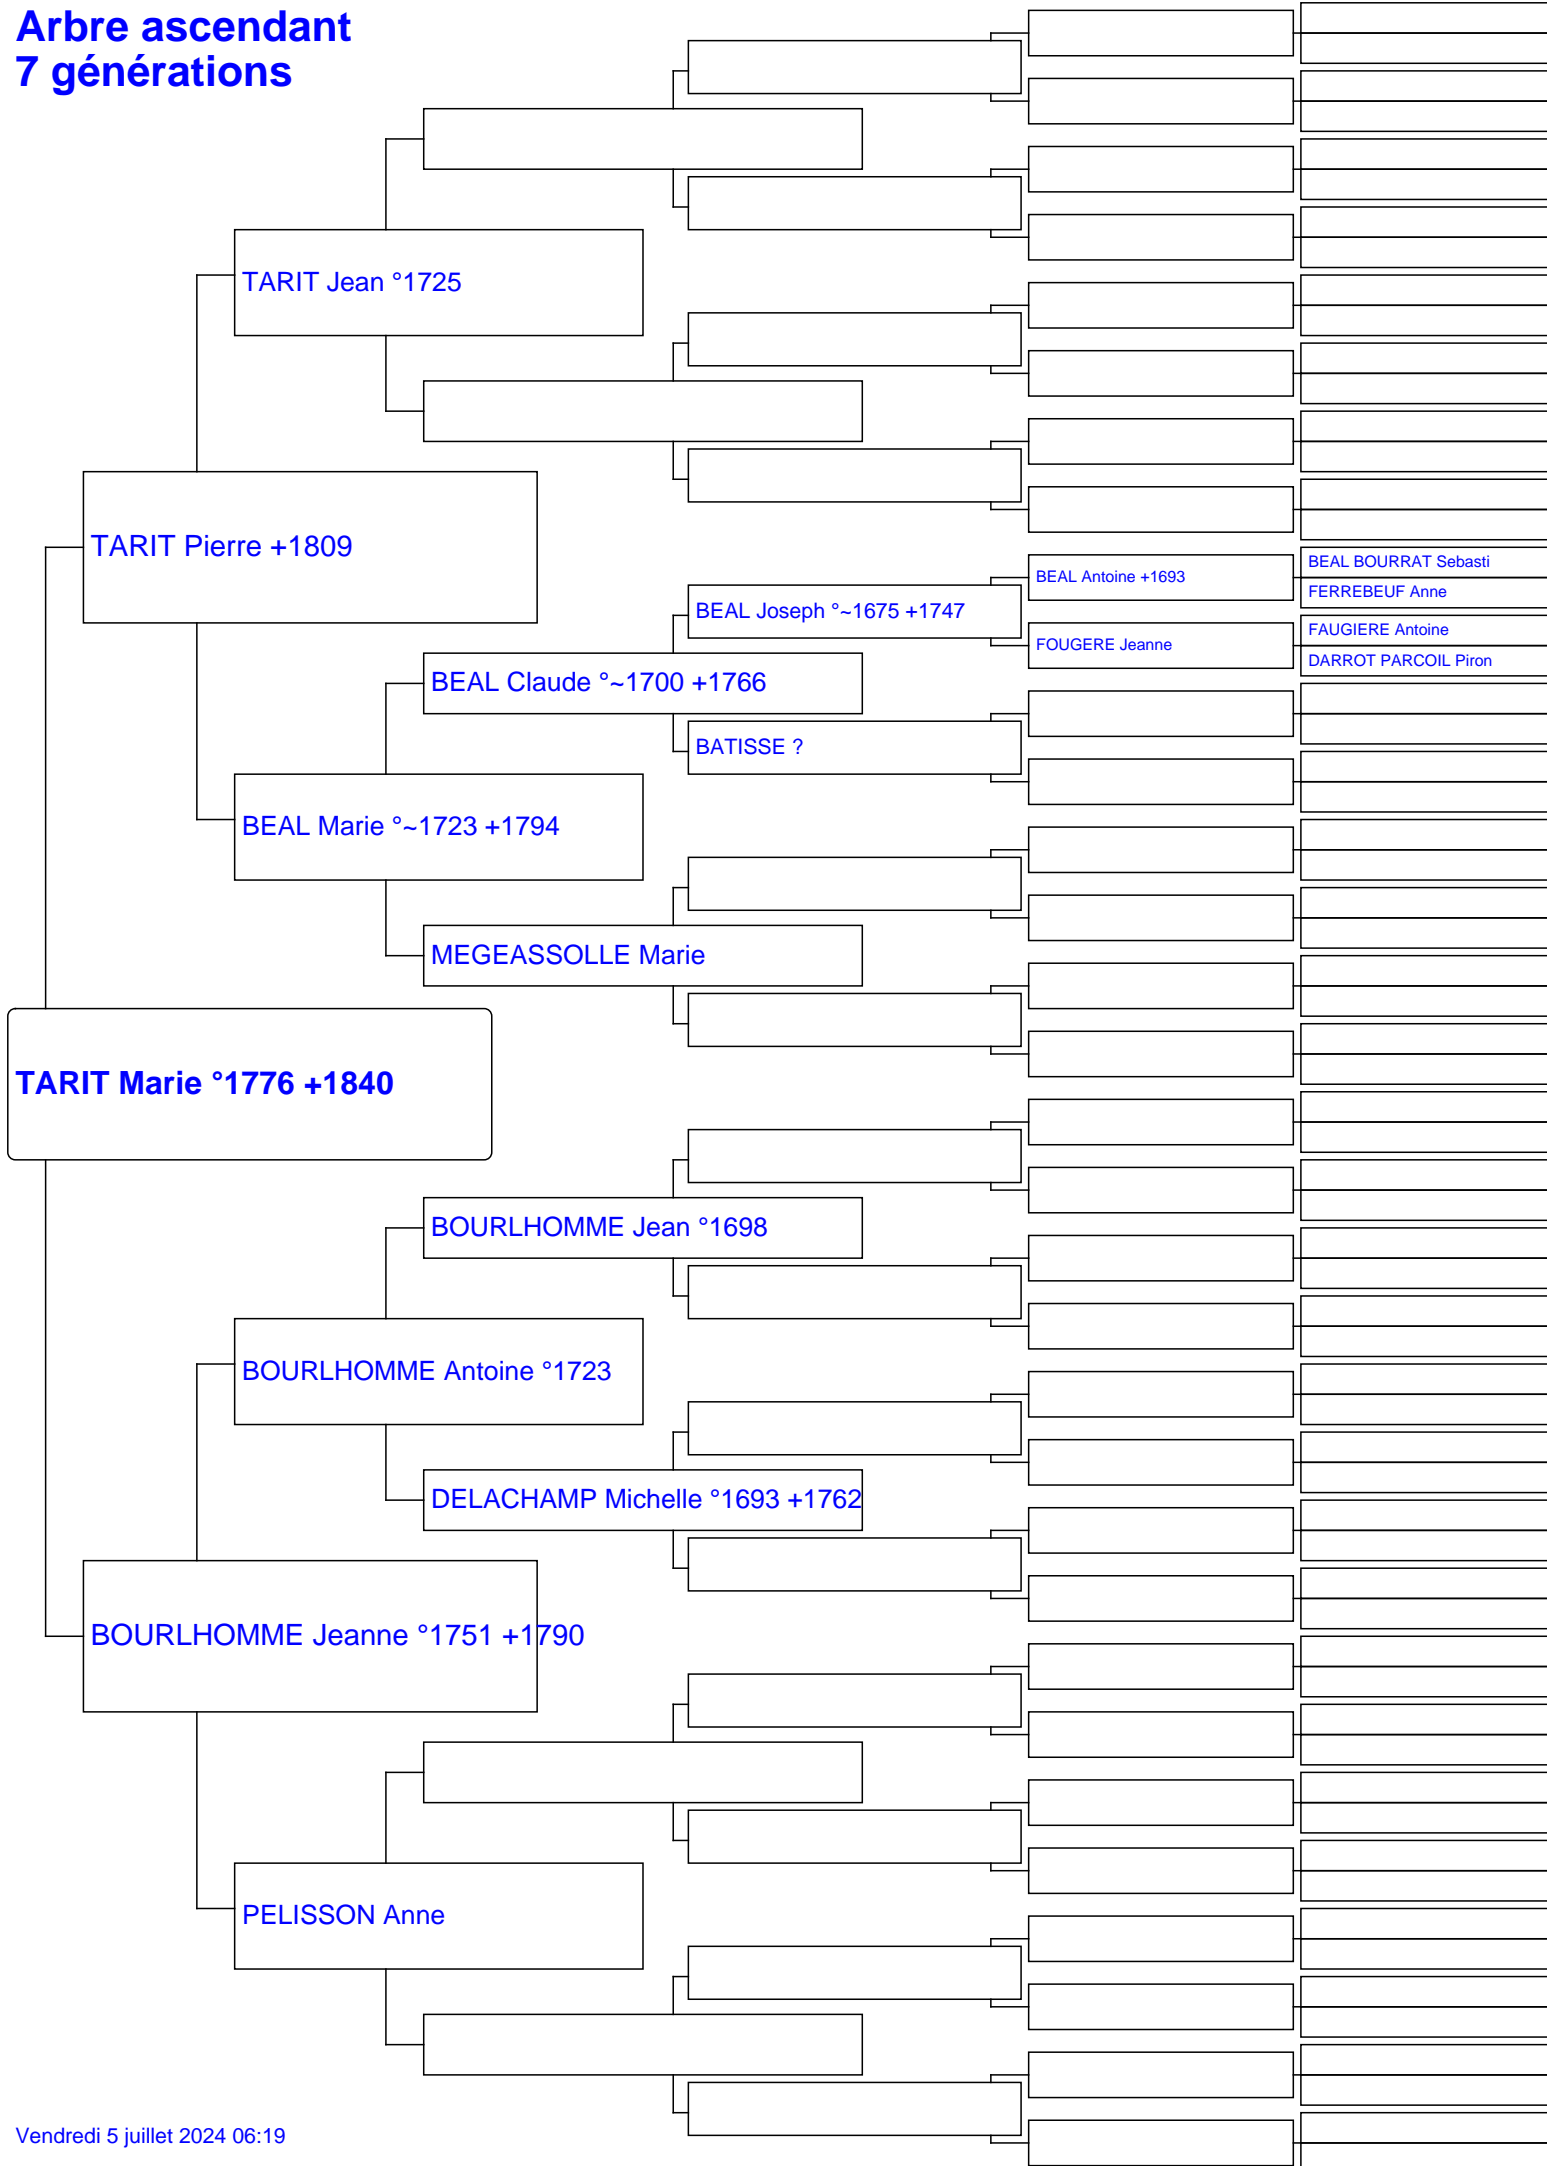 Arbre ascendant
7 générations
TARIT Jean °1725
TARIT Pierre +1809
BEAL BOURRAT Sebasti
BEAL Antoine +1693
FERREBEUF Anne
BEAL Joseph °~1675 +1747
FAUGIERE Antoine
FOUGERE Jeanne
DARROT PARCOIL Piron
BEAL Claude °~1700 +1766
BATISSE ?
BEAL Marie °~1723 +1794
MEGEASSOLLE Marie
TARIT Marie °1776 +1840
BOURLHOMME Jean °1698
BOURLHOMME Antoine °1723
DELACHAMP Michelle °1693 +1762
BOURLHOMME Jeanne °1751 +1790
PELISSON Anne
Vendredi 5 juillet 2024 06:19